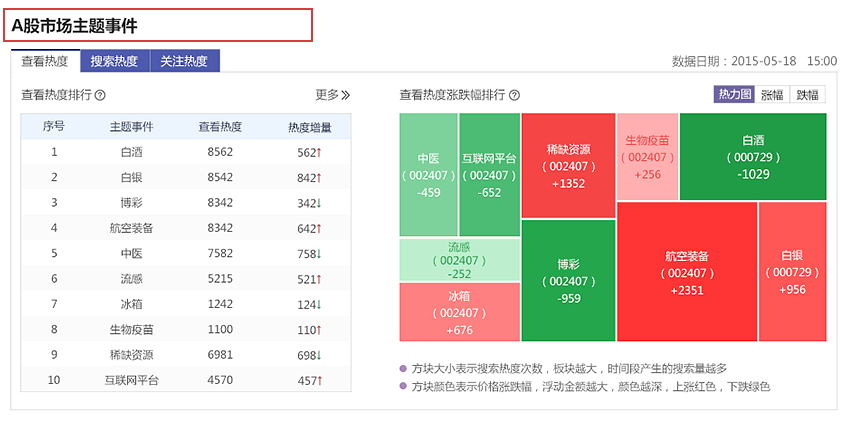 A股市场主题事件
查看热度 搜索热度 关注热度 数据日期：2015-05-18 15:00
查看热度排行 ? 更多 »
序号 主题事件 查看热度 热度增量
1 白酒 8562 562↑
2 白银 8542 842↑
3 博彩 8342 342↓
4 航空装备 8342 642↑
5 中医 7582 758↓
6 流感 5215 521↑
7 冰箱 1242 124↓
8 生物疫苗 1100 110↑
9 稀缺资源 6981 698↓
10 互联网平台 4570 457↑
查看热度涨跌幅排行 ? 热力图 涨幅 跌幅
中医
（002407）
-459
互联网平台
（002407）
-652
稀缺资源
（002407）
+1352
生物疫苗
（002407）
+256
白酒
（000729）
-1029
流感
（002407）
-252
冰箱
（002407）
+676
博彩
（002407）
-959
航空装备
（002407）
+2351
白银
（000729）
+956
方块大小表示搜索热度次数，板块越大，时间段产生的搜索量越多
方块颜色表示价格涨跌幅，浮动金额越大，颜色越深，上涨红色，下跌绿色